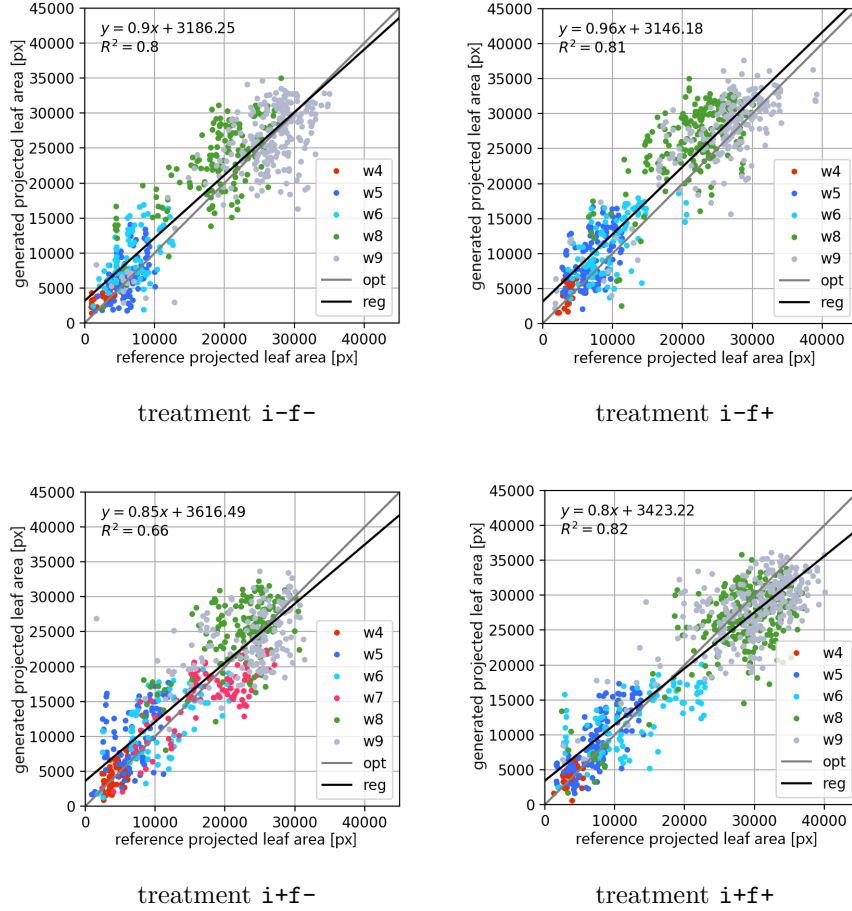 y = 0.9x + 3186.25
R² = 0.8
45000
40000
35000
30000
25000
20000
15000
10000
5000
0
generated projected leaf area [px]
w4
w5
w6
w8
w9
opt
reg
0 10000 20000 30000 40000
reference projected leaf area [px]
treatment i-f-
y = 0.96x + 3146.18
R² = 0.81
45000
40000
35000
30000
25000
20000
15000
10000
5000
0
generated projected leaf area [px]
w4
w5
w6
w8
w9
opt
reg
0 10000 20000 30000 40000
reference projected leaf area [px]
treatment i-f+
y = 0.85x + 3616.49
R² = 0.66
45000
40000
35000
30000
25000
20000
15000
10000
5000
0
generated projected leaf area [px]
w4
w5
w6
w7
w8
w9
opt
reg
0 10000 20000 30000 40000
reference projected leaf area [px]
treatment i+f-
y = 0.8x + 3423.22
R² = 0.82
45000
40000
35000
30000
25000
20000
15000
10000
5000
0
generated projected leaf area [px]
w4
w5
w6
w8
w9
opt
reg
0 10000 20000 30000 40000
reference projected leaf area [px]
treatment i+f+